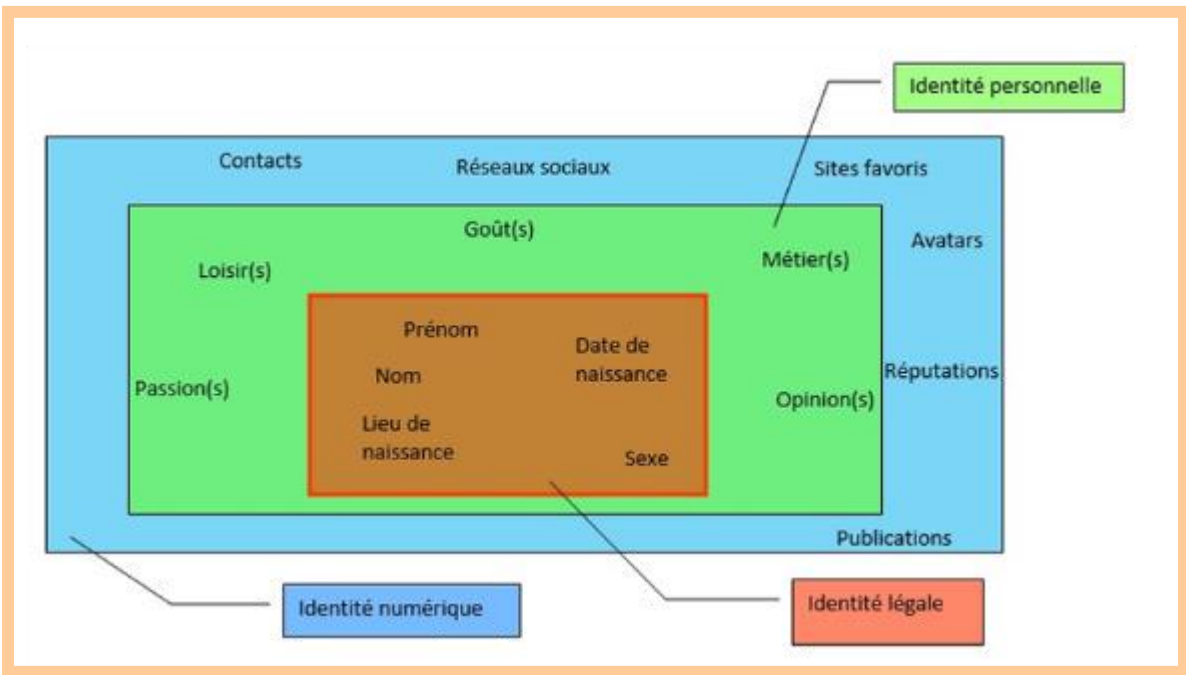 Identité personnelle
Contacts
Réseaux sociaux
Sites favoris
Goût(s)
Avatars
Loisir(s)
Métier(s)
Prénom
Date de
naissance
Nom
Réputations
Passion(s)
Opinion(s)
Lieu de
naissance
Sexe
Publications
Identité numérique
Identité légale